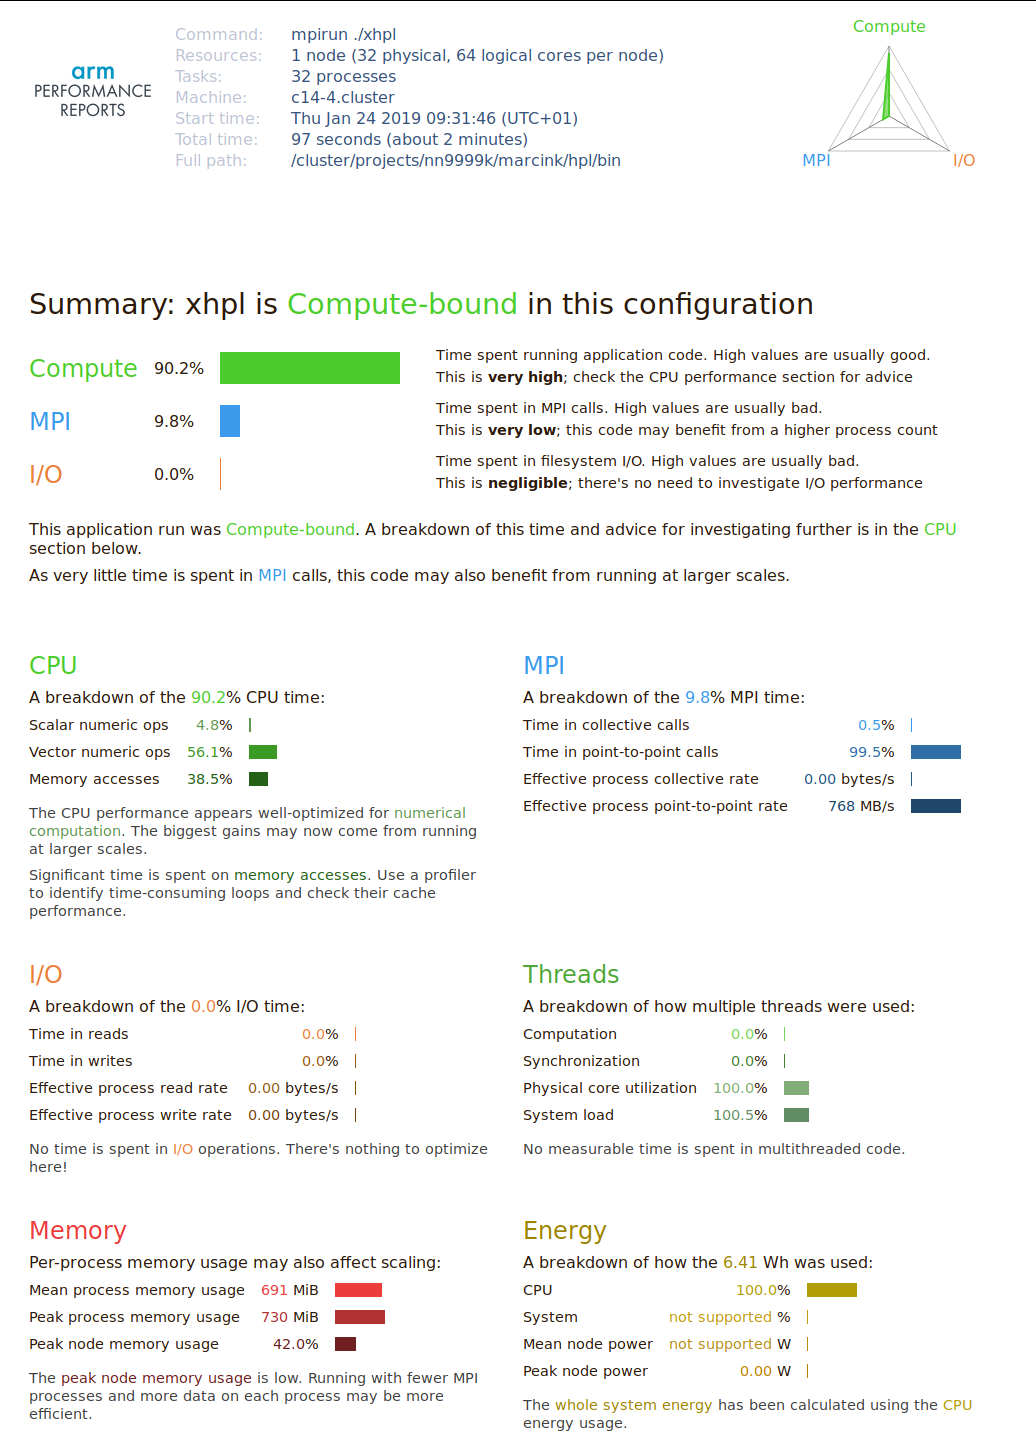 Command: mpirun ./xhpl
Resources: 1 node (32 physical, 64 logical cores per node)
Tasks: 32 processes
Machine: c14-4.cluster
Start time: Thu Jan 24 2019 09:31:46 (UTC+01)
Total time: 97 seconds (about 2 minutes)
Full path: /cluster/projects/nn9999k/marcink/hpl/bin
arm
PERFORMANCE
REPORTS
Compute
MPI
I/O
Summary: xhpl is Compute-bound in this configuration
Compute 90.2%
Time spent running application code. High values are usually good.
This is very high; check the CPU performance section for advice
MPI 9.8%
Time spent in MPI calls. High values are usually bad.
This is very low; this code may benefit from a higher process count
I/O 0.0%
Time spent in filesystem I/O. High values are usually bad.
This is negligible; there's no need to investigate I/O performance
This application run was Compute-bound. A breakdown of this time and advice for investigating further is in the CPU
section below.
As very little time is spent in MPI calls, this code may also benefit from running at larger scales.
CPU
A breakdown of the 90.2% CPU time:
Scalar numeric ops 4.8%
Vector numeric ops 56.1%
Memory accesses 38.5%
The CPU performance appears well-optimized for numerical
computation. The biggest gains may now come from running
at larger scales.
Significant time is spent on memory accesses. Use a profiler
to identify time-consuming loops and check their cache
performance.
MPI
A breakdown of the 9.8% MPI time:
Time in collective calls 0.5%
Time in point-to-point calls 99.5%
Effective process collective rate 0.00 bytes/s
Effective process point-to-point rate 768 MB/s
I/O
A breakdown of the 0.0% I/O time:
Time in reads 0.0%
Time in writes 0.0%
Effective process read rate 0.00 bytes/s
Effective process write rate 0.00 bytes/s
No time is spent in I/O operations. There's nothing to optimize
here!
Threads
A breakdown of how multiple threads were used:
Computation 0.0%
Synchronization 0.0%
Physical core utilization 100.0%
System load 100.5%
No measurable time is spent in multithreaded code.
Memory
Per-process memory usage may also affect scaling:
Mean process memory usage 691 MiB
Peak process memory usage 730 MiB
Peak node memory usage 42.0%
The peak node memory usage is low. Running with fewer MPI
processes and more data on each process may be more
efficient.
Energy
A breakdown of how the 6.41 Wh was used:
CPU 100.0%
System not supported %
Mean node power not supported W
Peak node power 0.00 W
The whole system energy has been calculated using the CPU
energy usage.